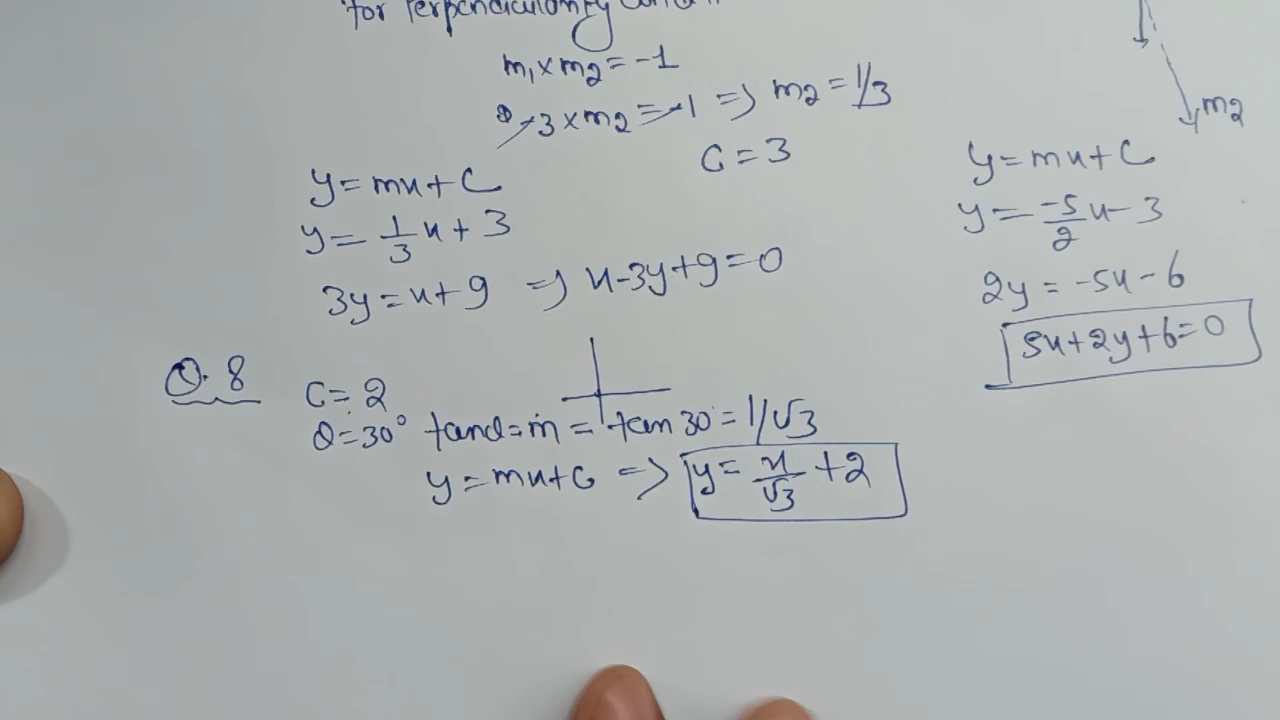 for Perpendicularity
m₁ × m₂ = -1
-3 × m₂ = -1 => m₂ = 1/3
C = 3
y = mx + C
y = 1/3 x + 3
3y = x + 9 => x - 3y + 9 = 0
m₂
y = mx + C
y = -5/2 x - 3
2y = -5x - 6
5x + 2y + 6 = 0
Q. 8
C = 2
θ = 30° tanθ = m = tan 30° = 1/√3
y = mx + C => y = x/√3 + 2